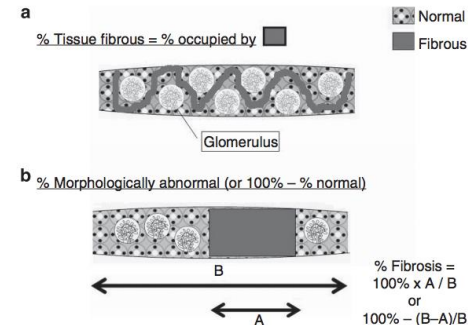 a
% Tissue fibrous = % occupied by
Normal
Fibrous
Glomerulus
b
% Morphologically abnormal (or 100% – % normal)
B
A
% Fibrosis =
100% x A / B
or
100% – (B–A)/B